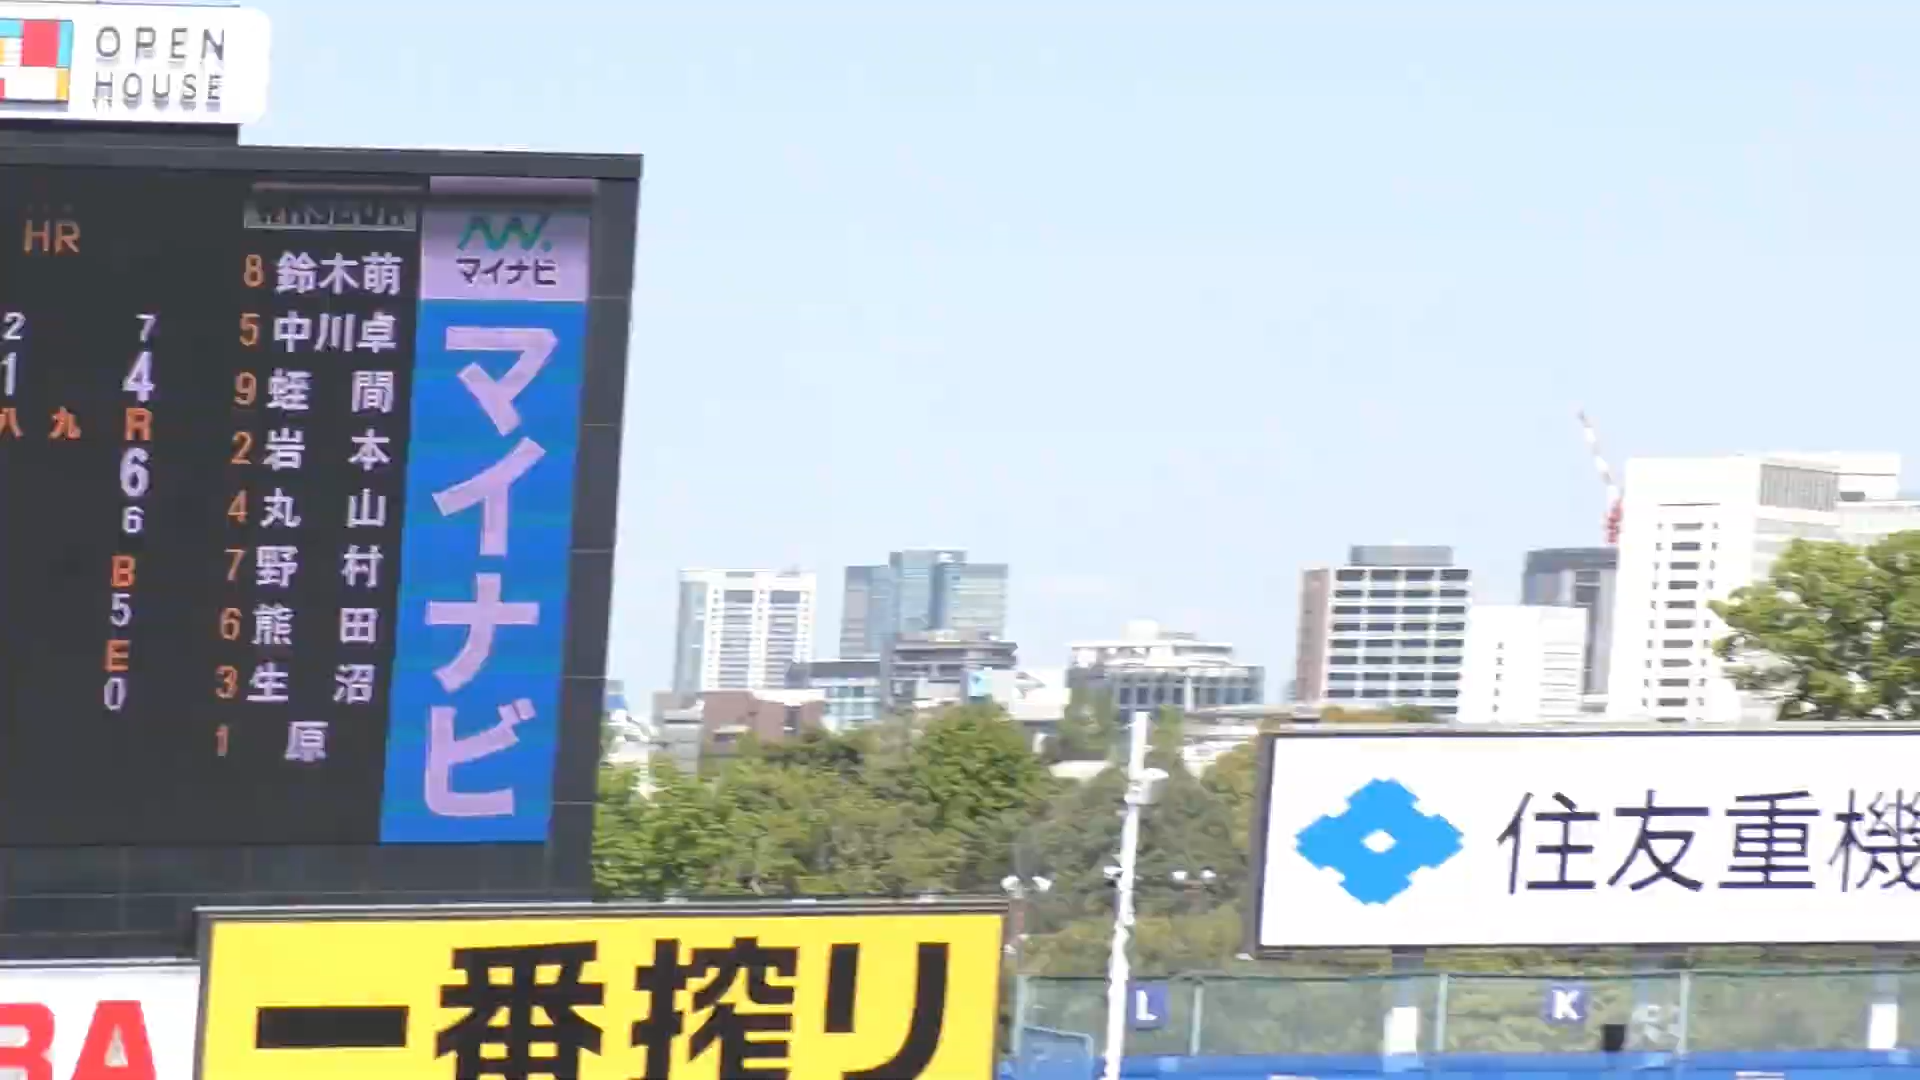 OPEN
HOUSE
HR
2 7
1 4
八 九 R
6
6
B
5
E
0
WASEDA
8 鈴木萌
5 中川卓
9 蛭間
2 岩本
4 丸山
7 野村
6 熊田
3 生沼
1 原
マイナビ
マイナビ
住友重機
一番搾り
BA
L
K